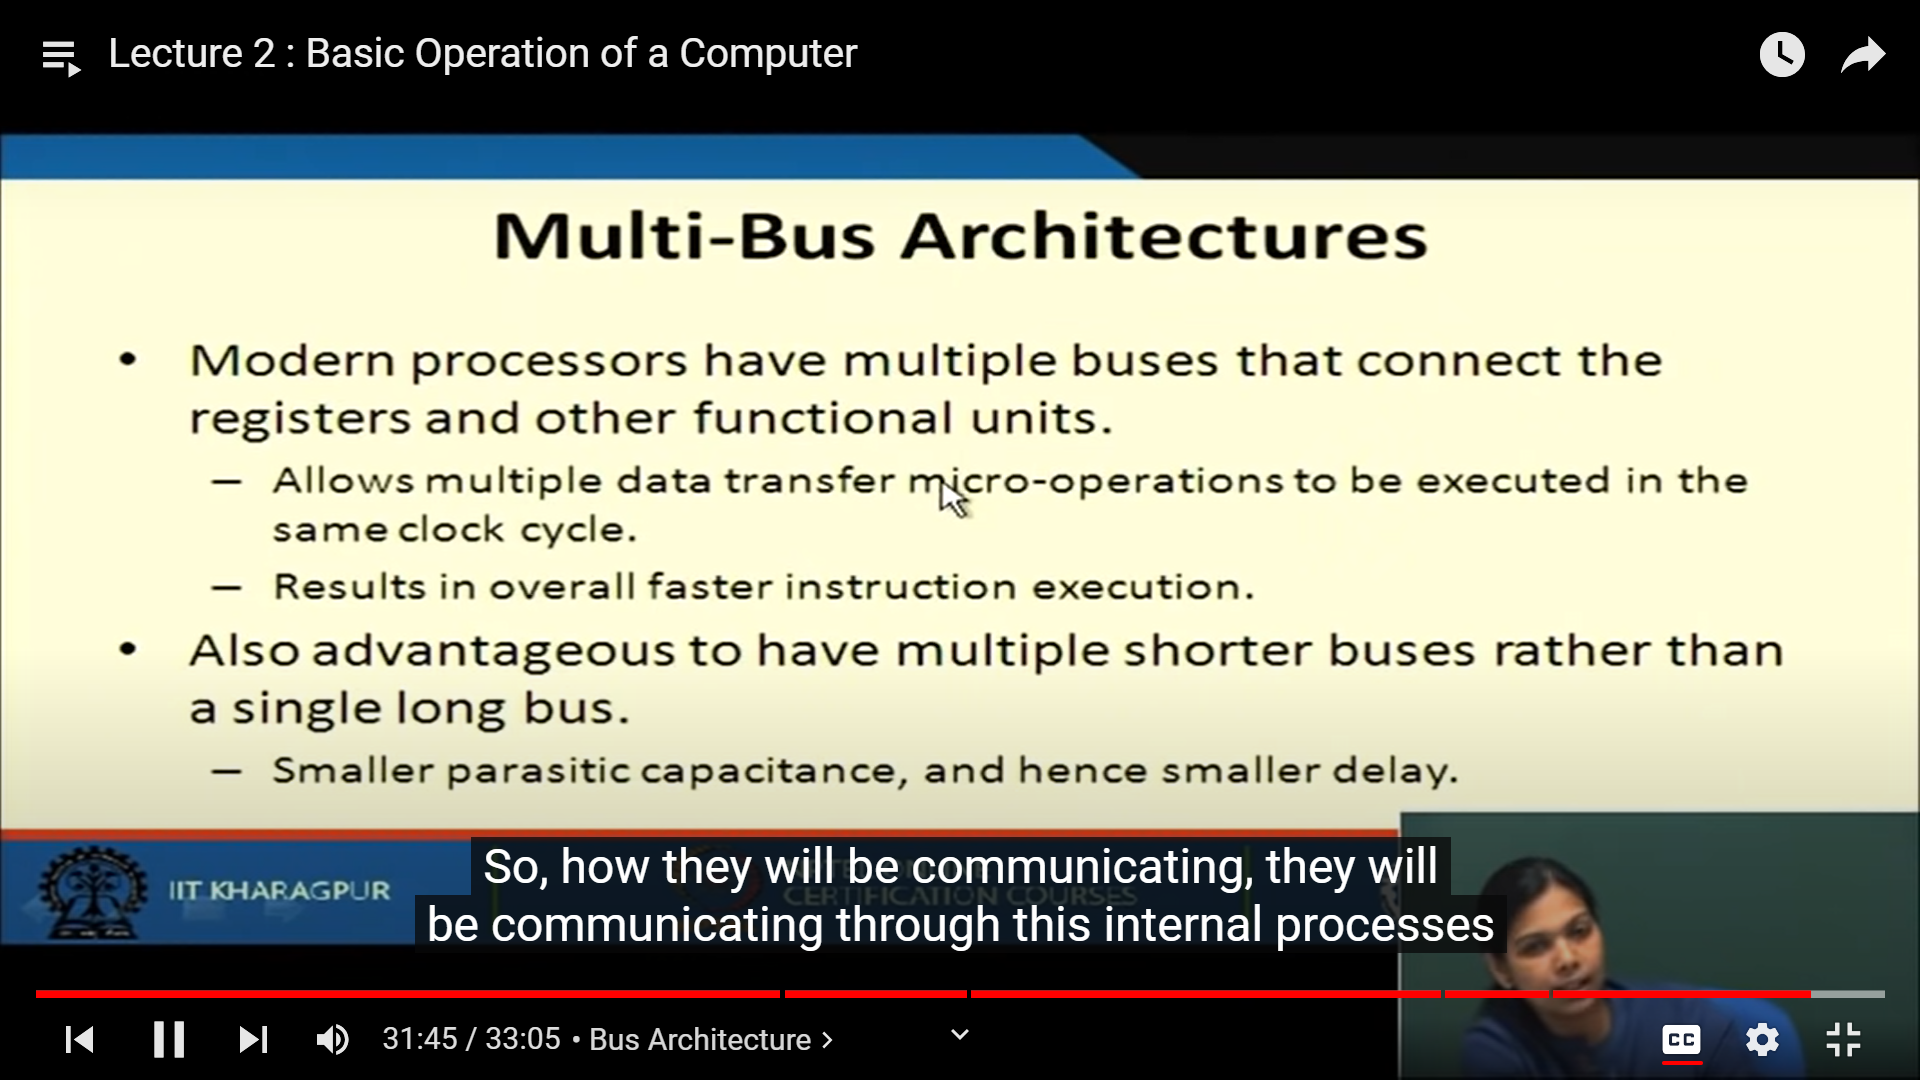 Lecture 2 : Basic Operation of a Computer
Multi-Bus Architectures
• Modern processors have multiple buses that connect the
registers and other functional units.
– Allows multiple data transfer micro-operations to be executed in the
same clock cycle.
– Results in overall faster instruction execution.
• Also advantageous to have multiple shorter buses rather than
a single long bus.
– Smaller parasitic capacitance, and hence smaller delay.
IIT KHARAGPUR
CERTIFICATION COURSES
So, how they will be communicating, they will
be communicating through this internal processes
31:45 / 33:05 • Bus Architecture >
CC